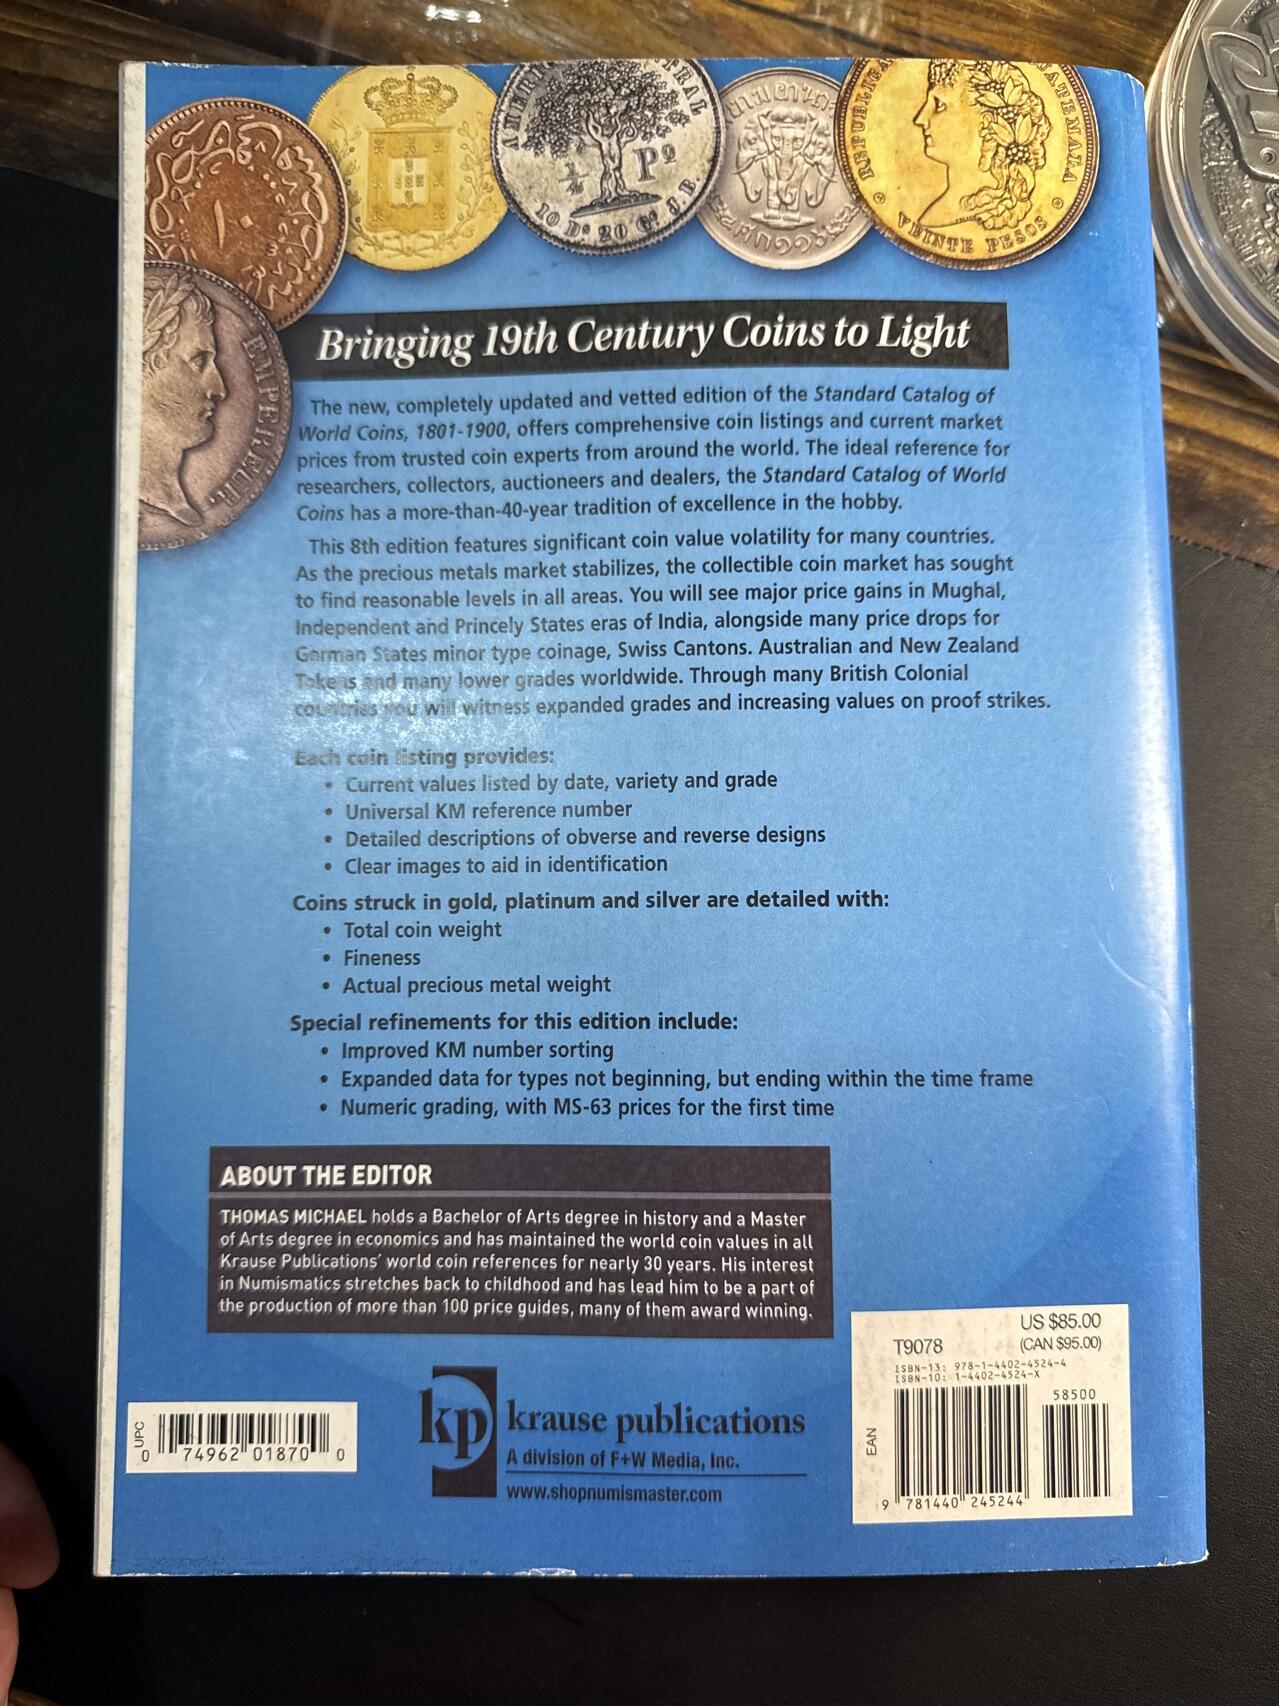 AMERI
TRAL
1/4 Pº
10 Dˢ 20 Gˢ J.B.
REPUBLICA
ATEMALA
VEINTE PESOS
١٠
EMPEREUR.
Bringing 19th Century Coins to Light
The new, completely updated and vetted edition of the Standard Catalog of
World Coins, 1801-1900, offers comprehensive coin listings and current market
prices from trusted coin experts from around the world. The ideal reference for
researchers, collectors, auctioneers and dealers, the Standard Catalog of World
Coins has a more-than-40-year tradition of excellence in the hobby.
This 8th edition features significant coin value volatility for many countries.
As the precious metals market stabilizes, the collectible coin market has sought
to find reasonable levels in all areas. You will see major price gains in Mughal,
Independent and Princely States eras of India, alongside many price drops for
German States minor type coinage, Swiss Cantons. Australian and New Zealand
Tokens and many lower grades worldwide. Through many British Colonial
countries you will witness expanded grades and increasing values on proof strikes.
Each coin listing provides:
• Current values listed by date, variety and grade
• Universal KM reference number
• Detailed descriptions of obverse and reverse designs
• Clear images to aid in identification
Coins struck in gold, platinum and silver are detailed with:
• Total coin weight
• Fineness
• Actual precious metal weight
Special refinements for this edition include:
• Improved KM number sorting
• Expanded data for types not beginning, but ending within the time frame
• Numeric grading, with MS-63 prices for the first time
ABOUT THE EDITOR
THOMAS MICHAEL holds a Bachelor of Arts degree in history and a Master
of Arts degree in economics and has maintained the world coin values in all
Krause Publications' world coin references for nearly 30 years. His interest
in Numismatics stretches back to childhood and has lead him to be a part of
the production of more than 100 price guides, many of them award winning.
UPC
0 74962 01870 0
kp krause publications
A division of F+W Media, Inc.
www.shopnumismaster.com
US $85.00
T9078 (CAN $95.00)
ISBN-13: 978-1-4402-4524-4
ISBN-10: 1-4402-4524-X
58500
EAN
9 781440 245244